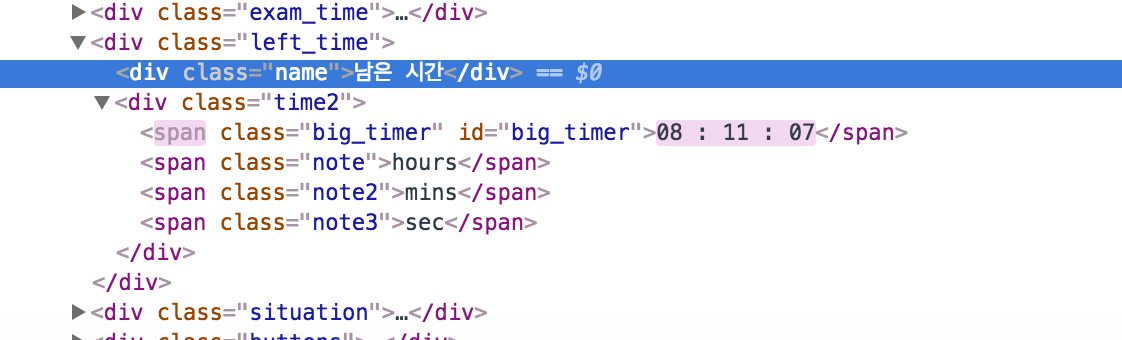 ▶<div class="exam_time">…</div>
▼<div class="left_time">
<div class="name">남은 시간</div> == $0
▼<div class="time2">
<span class="big_timer" id="big_timer">08 : 11 : 07</span>
<span class="note">hours</span>
<span class="note2">mins</span>
<span class="note3">sec</span>
</div>
</div>
▶<div class="situation">…</div>
▶<div class="buttons">…</div>